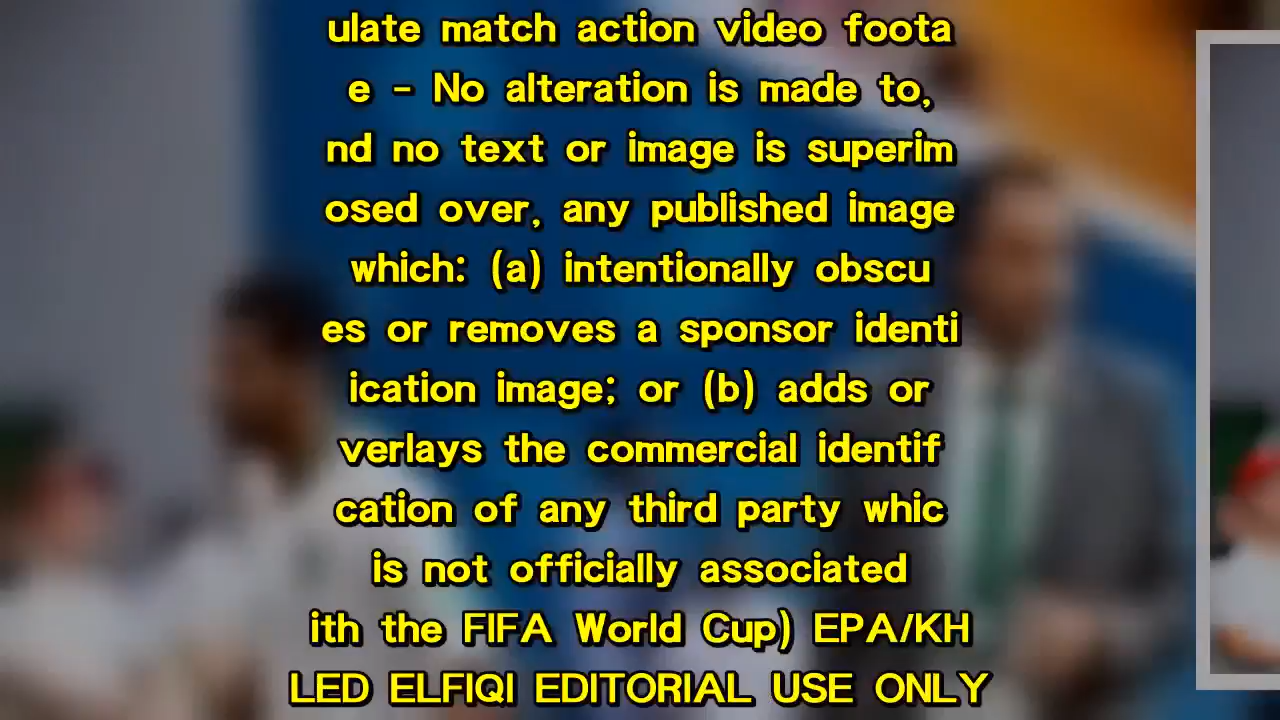 ulate match action video foota
e - No alteration is made to,
nd no text or image is superim
osed over, any published image
which: (a) intentionally obscu
es or removes a sponsor identi
ication image; or (b) adds or
verlays the commercial identif
cation of any third party whic
is not officially associated
ith the FIFA World Cup) EPA/KH
LED ELFIQI EDITORIAL USE ONLY